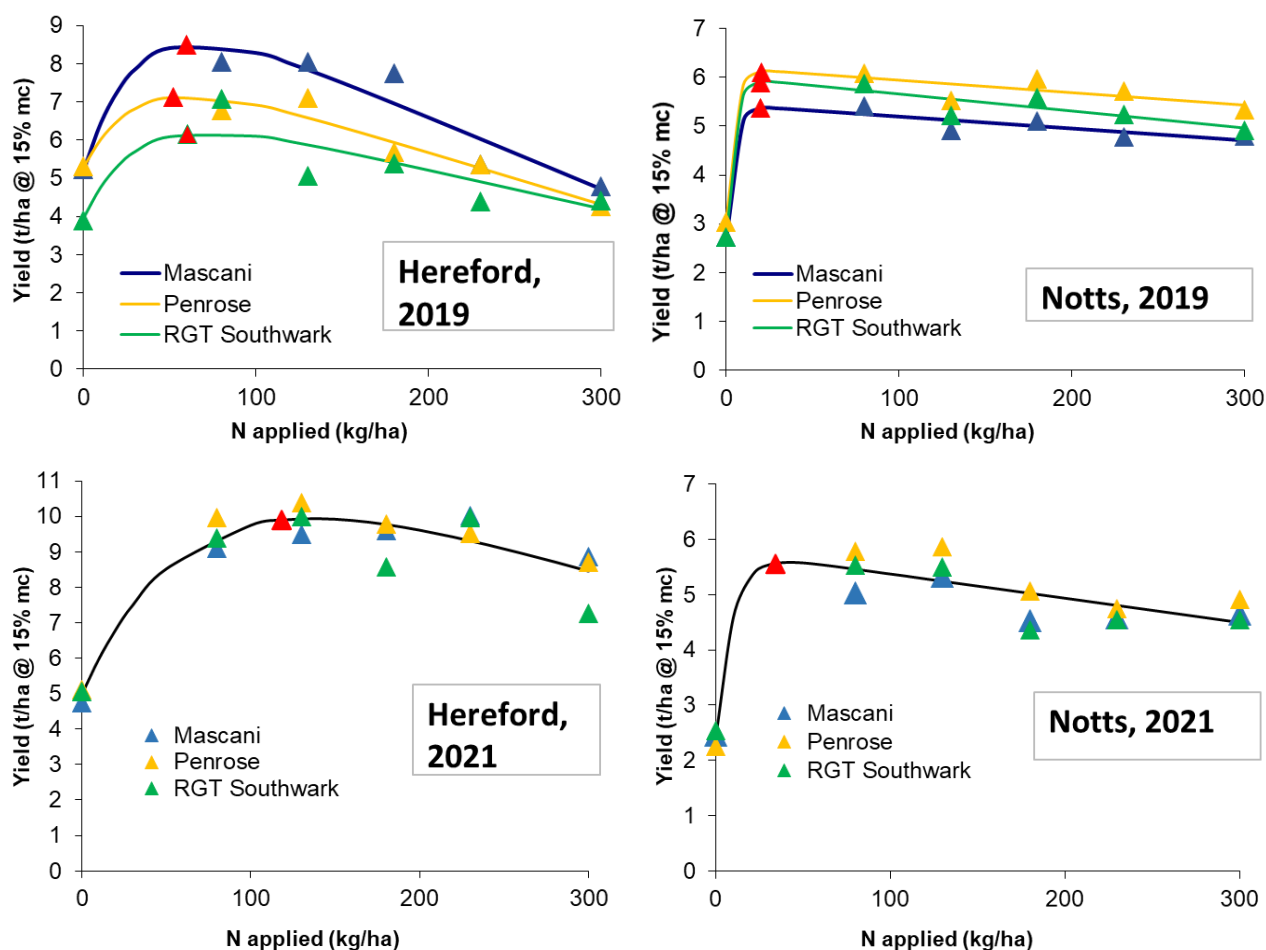 Yield (t/ha @ 15% mc)
9
8
7
6
5
4
3
2
1
0
Mascani
Penrose
RGT Southwark
Hereford,
2019
0 100 200 300
N applied (kg/ha)
Yield (t/ha @ 15% mc)
7
6
5
4
3
2
1
0
Mascani
Penrose
RGT Southwark
Notts, 2019
0 100 200 300
N applied (kg/ha)
Yield (t/ha @ 15% mc)
11
10
9
8
7
6
5
4
3
2
1
0
Mascani
Penrose
RGT Southwark
Hereford,
2021
0 100 200 300
N applied (kg/ha)
Yield (t/ha @ 15% mc)
7
6
5
4
3
2
1
0
Mascani
Penrose
RGT Southwark
Notts, 2021
0 100 200 300
N applied (kg/ha)